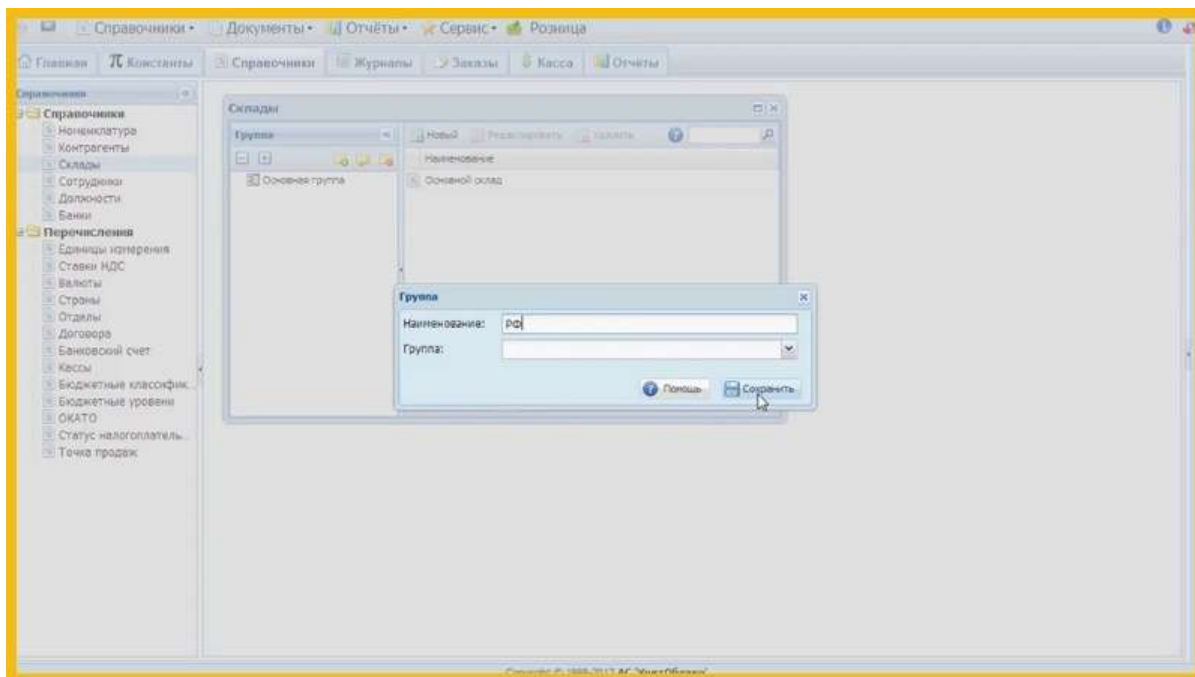 Справочники Документы Отчёты Сервис Розница
Главная Константы Справочники Журналы Заказы Касса Отчеты
Справочники
Справочники
Номенклатура
Контрагенты
Склады
Сотрудники
Должности
Банки
Перечисления
Единицы измерения
Ставки НДС
Валюты
Страны
Отделы
Договора
Банковский счет
Кассы
Бюджетные классифик...
Бюджетные уровени
ОКАТО
Статус налогоплатель...
Точка продаж
Склады
Группа
Новый Редактировать Удалить
Наименование
Основная группа
Основной склад
Группа
Наименование: РФ
Группа:
Помощь Сохранить